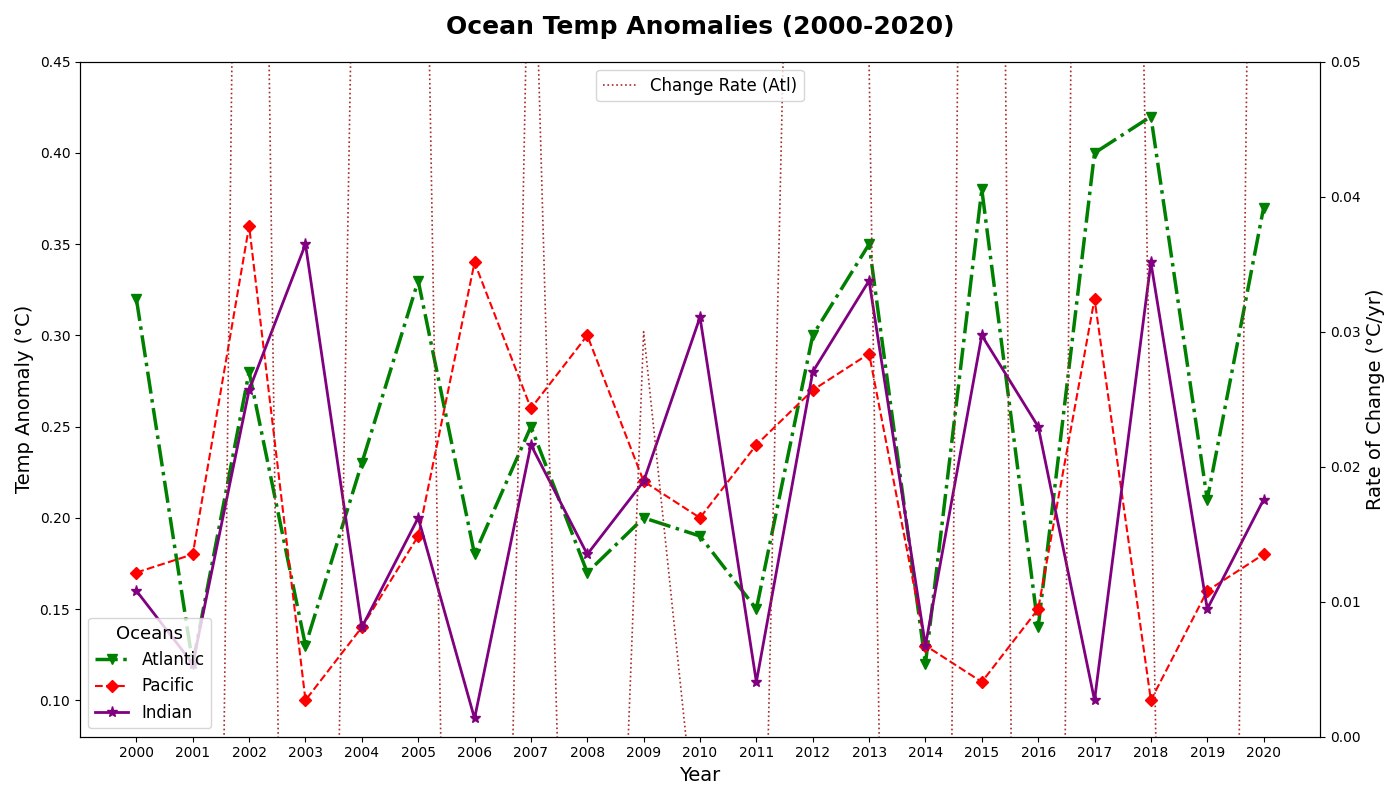 Ocean Temp Anomalies (2000-2020)
Change Rate (Atl)
Temp Anomaly (°C)
0.45
0.40
0.35
0.30
0.25
0.20
0.15
0.10
Rate of Change (°C/yr)
0.05
0.04
0.03
0.02
0.01
0.00
Oceans
Atlantic
Pacific
Indian
2000 2001 2002 2003 2004 2005 2006 2007 2008 2009 2010 2011 2012 2013 2014 2015 2016 2017 2018 2019 2020
Year